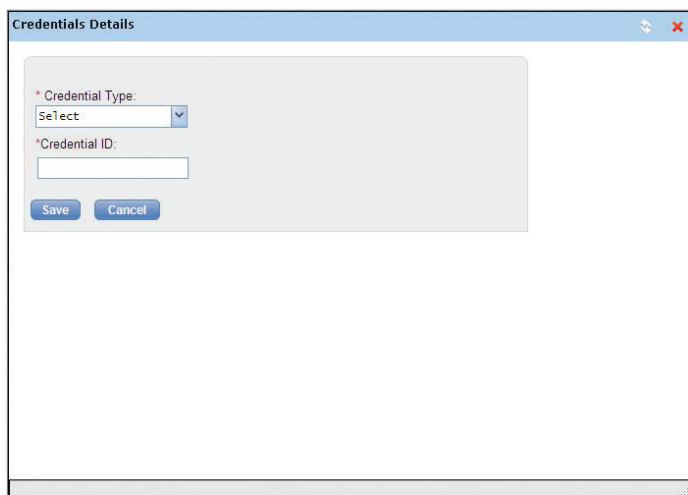 Credentials Details
* Credential Type:
Select
*Credential ID:
Save Cancel